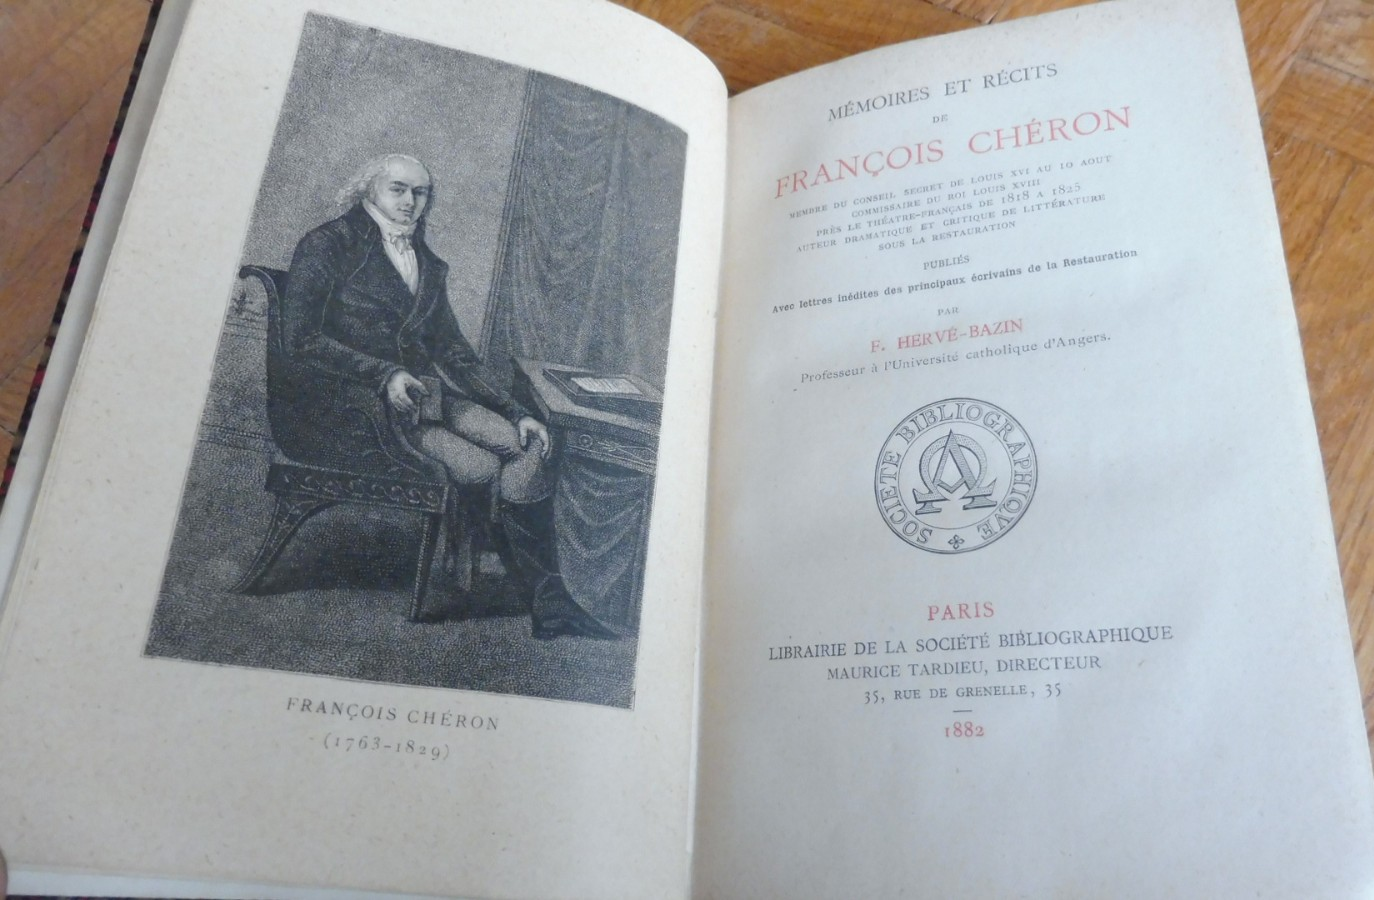 FRANÇOIS CHÉRON
(1763-1829)
MÉMOIRES ET RÉCITS
DE
FRANÇOIS CHÉRON
MEMBRE DU CONSEIL SECRET DE LOUIS XVI AU 10 AOUT
COMMISSAIRE DU ROI LOUIS XVIII
PRÈS LE THÉATRE-FRANÇAIS DE 1818 A 1825
AUTEUR DRAMATIQUE ET CRITIQUE DE LITTÉRATURE
SOUS LA RESTAURATION
PUBLIÉS
Avec lettres inédites des principaux écrivains de la Restauration
PAR
F. HERVÉ-BAZIN
Professeur à l'Université catholique d'Angers.
SOCIETE BIBLIOGRAPHIQVE
PARIS
LIBRAIRIE DE LA SOCIÉTÉ BIBLIOGRAPHIQUE
MAURICE TARDIEU, DIRECTEUR
35, RUE DE GRENELLE, 35
1882